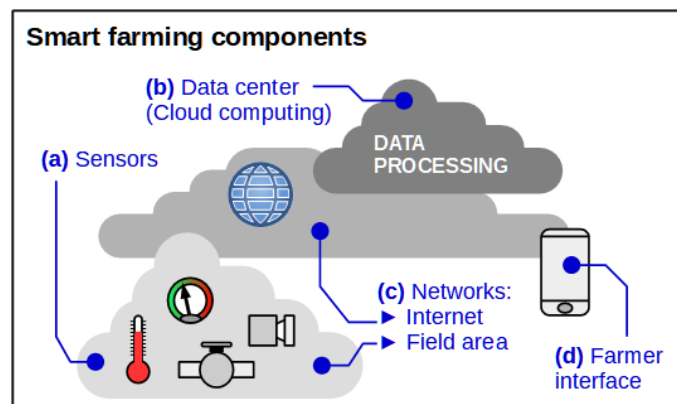 Smart farming components
(b) Data center
(Cloud computing)
DATA
PROCESSING
(a) Sensors
(c) Networks:
► Internet
► Field area
(d) Farmer
interface